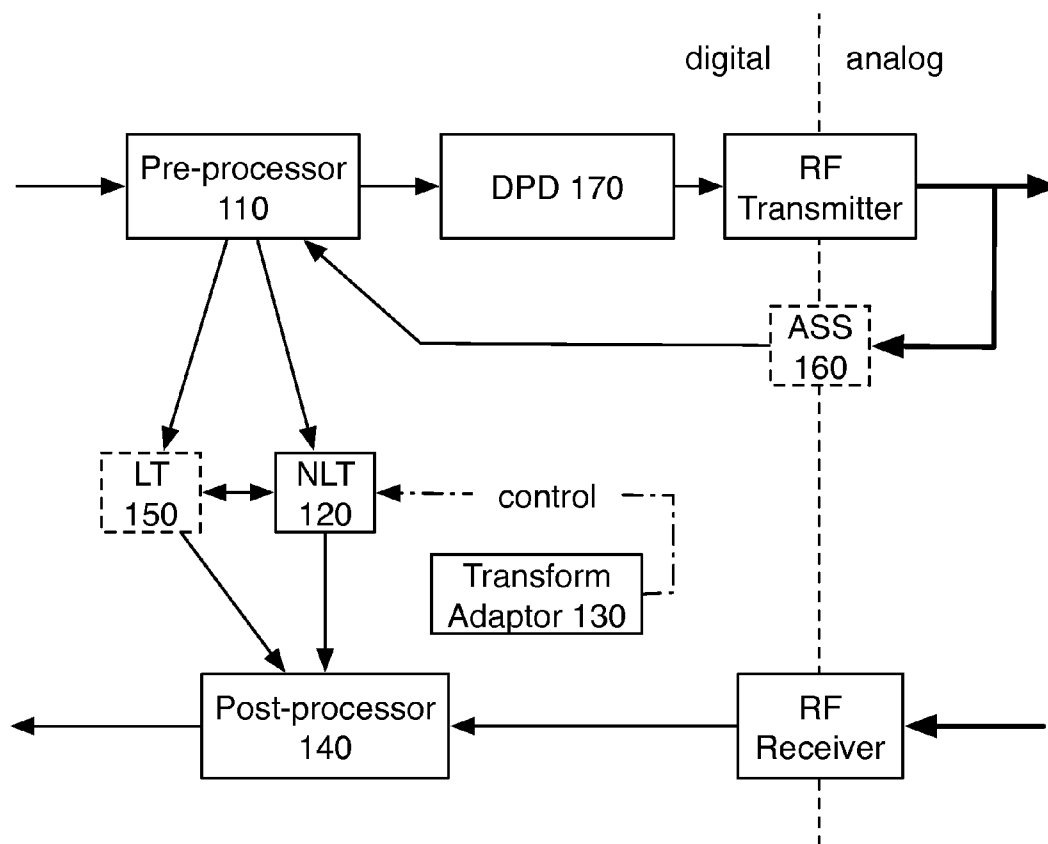 digital
analog
Pre-processor
110
DPD 170
RF
Transmitter
ASS
160
LT
150
NLT
120
control
Transform
Adaptor 130
Post-processor
140
RF
Receiver